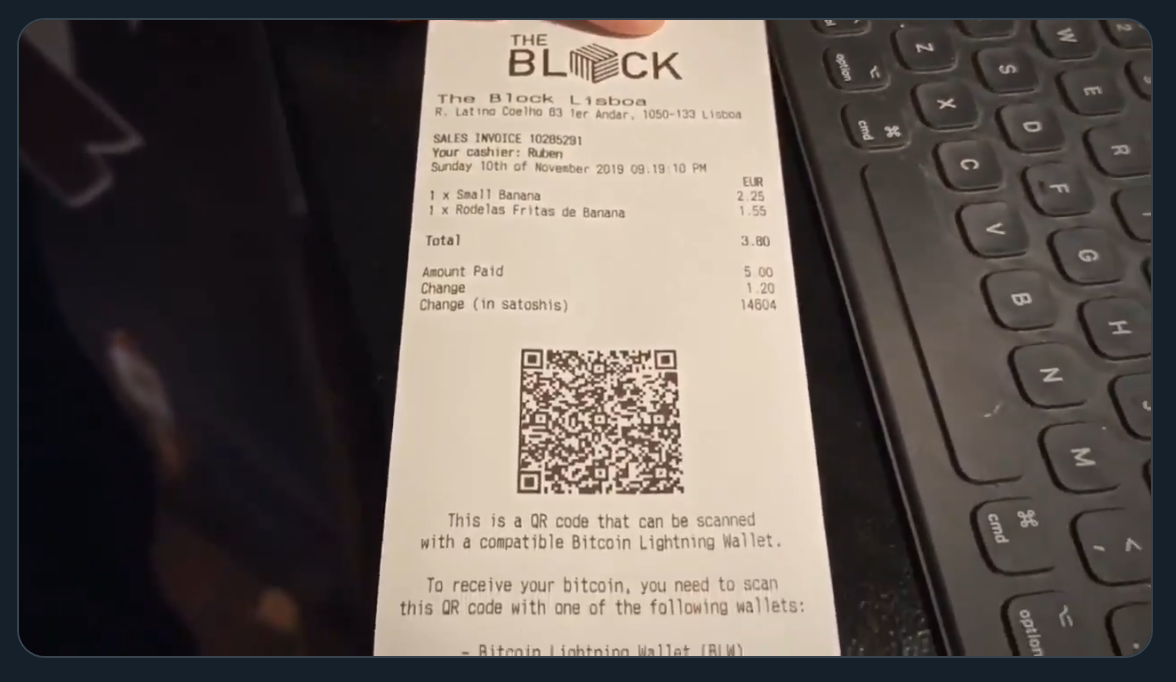 THE
BLOCK
The Block Lisboa
R. Latino Coelho 63 1er Andar, 1050-133 Lisboa
SALES INVOICE 10285291
Your cashier: Ruben
Sunday 10th of November 2019 09:19:10 PM
EUR
1 x Small Banana 2.25
1 x Rodelas Fritas de Banana 1.55
Total 3.80
Amount Paid 5.00
Change 1.20
Change (in satoshis) 14604
This is a QR code that can be scanned
with a compatible Bitcoin Lightning Wallet.
To receive your bitcoin, you need to scan
this QR code with one of the following wallets:
- Bitcoin Lightning Wallet (BLW)
option
cmd
Z
X
C
V
B
N
M
cmd
option
S
D
F
G
H
W
E
R
2